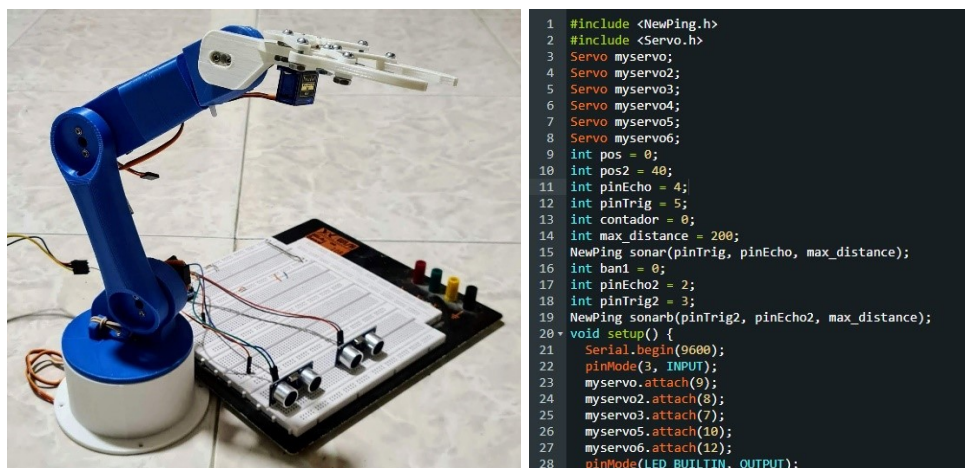 1 #include <NewPing.h>
2 #include <Servo.h>
3 Servo myservo;
4 Servo myservo2;
5 Servo myservo3;
6 Servo myservo4;
7 Servo myservo5;
8 Servo myservo6;
9 int pos = 0;
10 int pos2 = 40;
11 int pinEcho = 4;
12 int pinTrig = 5;
13 int contador = 0;
14 int max_distance = 200;
15 NewPing sonar(pinTrig, pinEcho, max_distance);
16 int ban1 = 0;
17 int pinEcho2 = 2;
18 int pinTrig2 = 3;
19 NewPing sonarb(pinTrig2, pinEcho2, max_distance);
20 void setup() {
21 Serial.begin(9600);
22 pinMode(3, INPUT);
23 myservo.attach(9);
24 myservo2.attach(8);
25 myservo3.attach(7);
26 myservo5.attach(10);
27 myservo6.attach(12);
28 pinMode(LED_BUILTIN, OUTPUT);